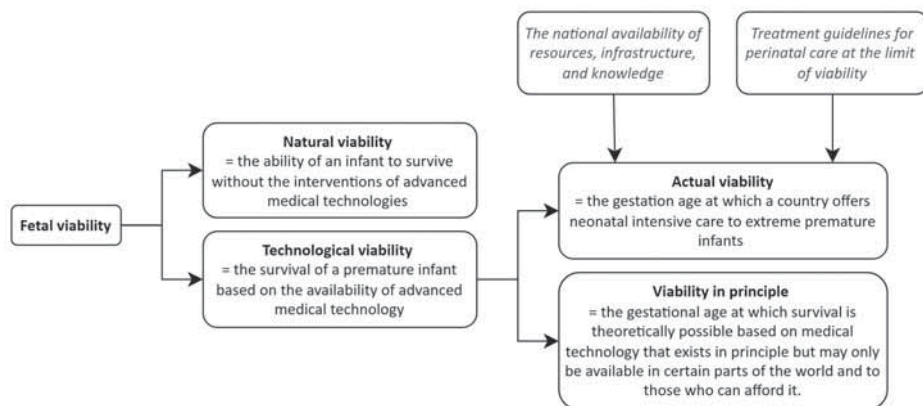 The national availability of
resources, infrastructure,
and knowledge
Treatment guidelines for
perinatal care at the limit
of viability
Natural viability
= the ability of an infant to survive
without the interventions of advanced
medical technologies
Actual viability
= the gestation age at which a country offers
neonatal intensive care to extreme premature
infants
Fetal viability
Technological viability
= the survival of a premature infant
based on the availability of advanced
medical technology
Viability in principle
= the gestational age at which survival is
theoretically possible based on medical
technology that exists in principle but may only
be available in certain parts of the world and to
those who can afford it.